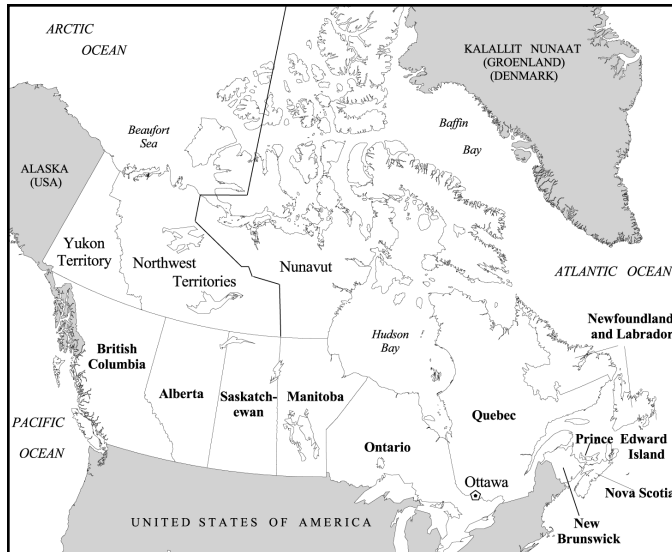 ARCTIC
OCEAN
KALALLIT NUNAAT
(GROENLAND)
(DENMARK)
Beaufort
Sea
Baffin
Bay
ALASKA
(USA)
Yukon
Territory
Northwest
Territories
Nunavut
ATLANTIC OCEAN
Newfoundland
and Labrador
Hudson
Bay
British
Columbia
Alberta
Saskatch-
ewan
Manitoba
Quebec
PACIFIC
OCEAN
Ontario
Prince Edward
Island
Ottawa
Nova Scotia
New
Brunswick
UNITED STATES OF AMERICA